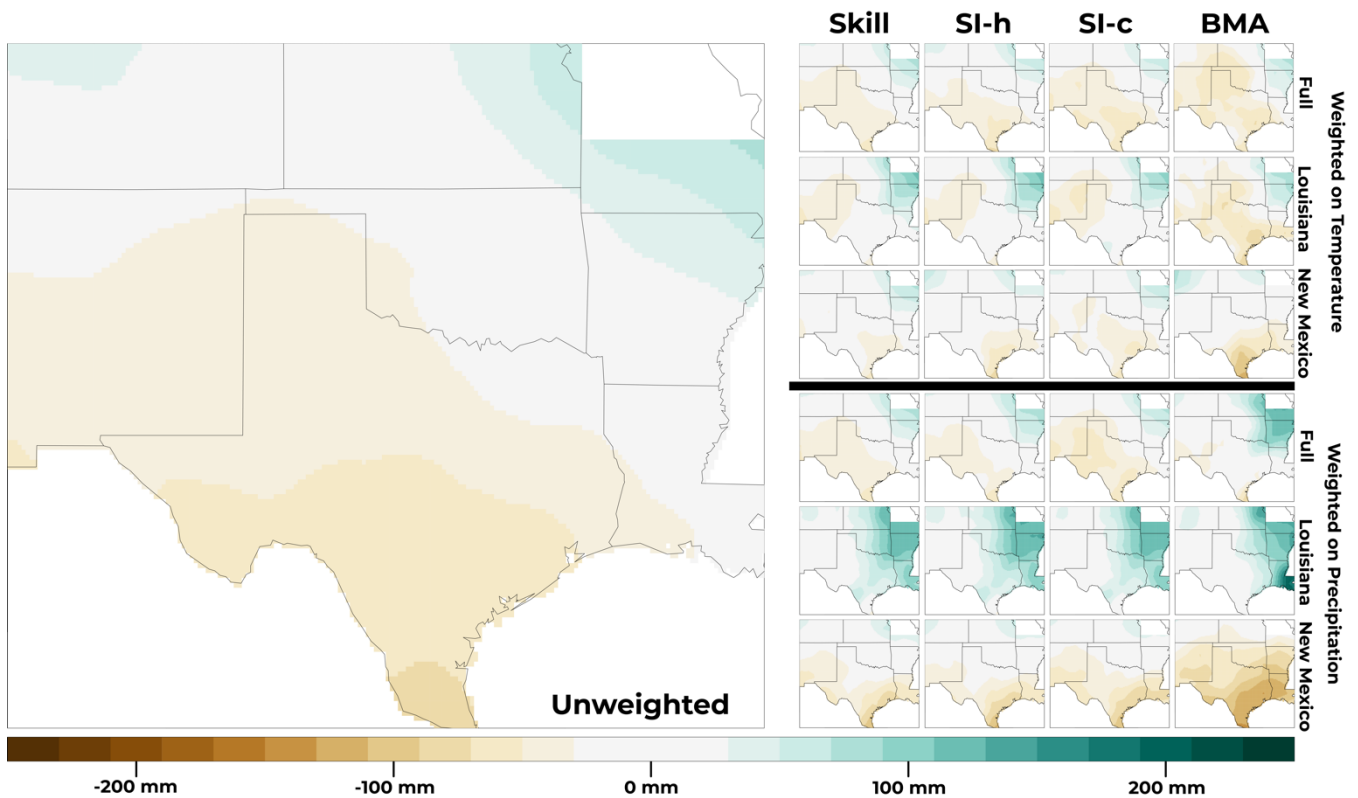 Skill SI-h SI-c BMA
Full
Louisiana
New Mexico
Weighted on Temperature
Full
Louisiana
New Mexico
Weighted on Precipitation
Unweighted
-200 mm -100 mm 0 mm 100 mm 200 mm